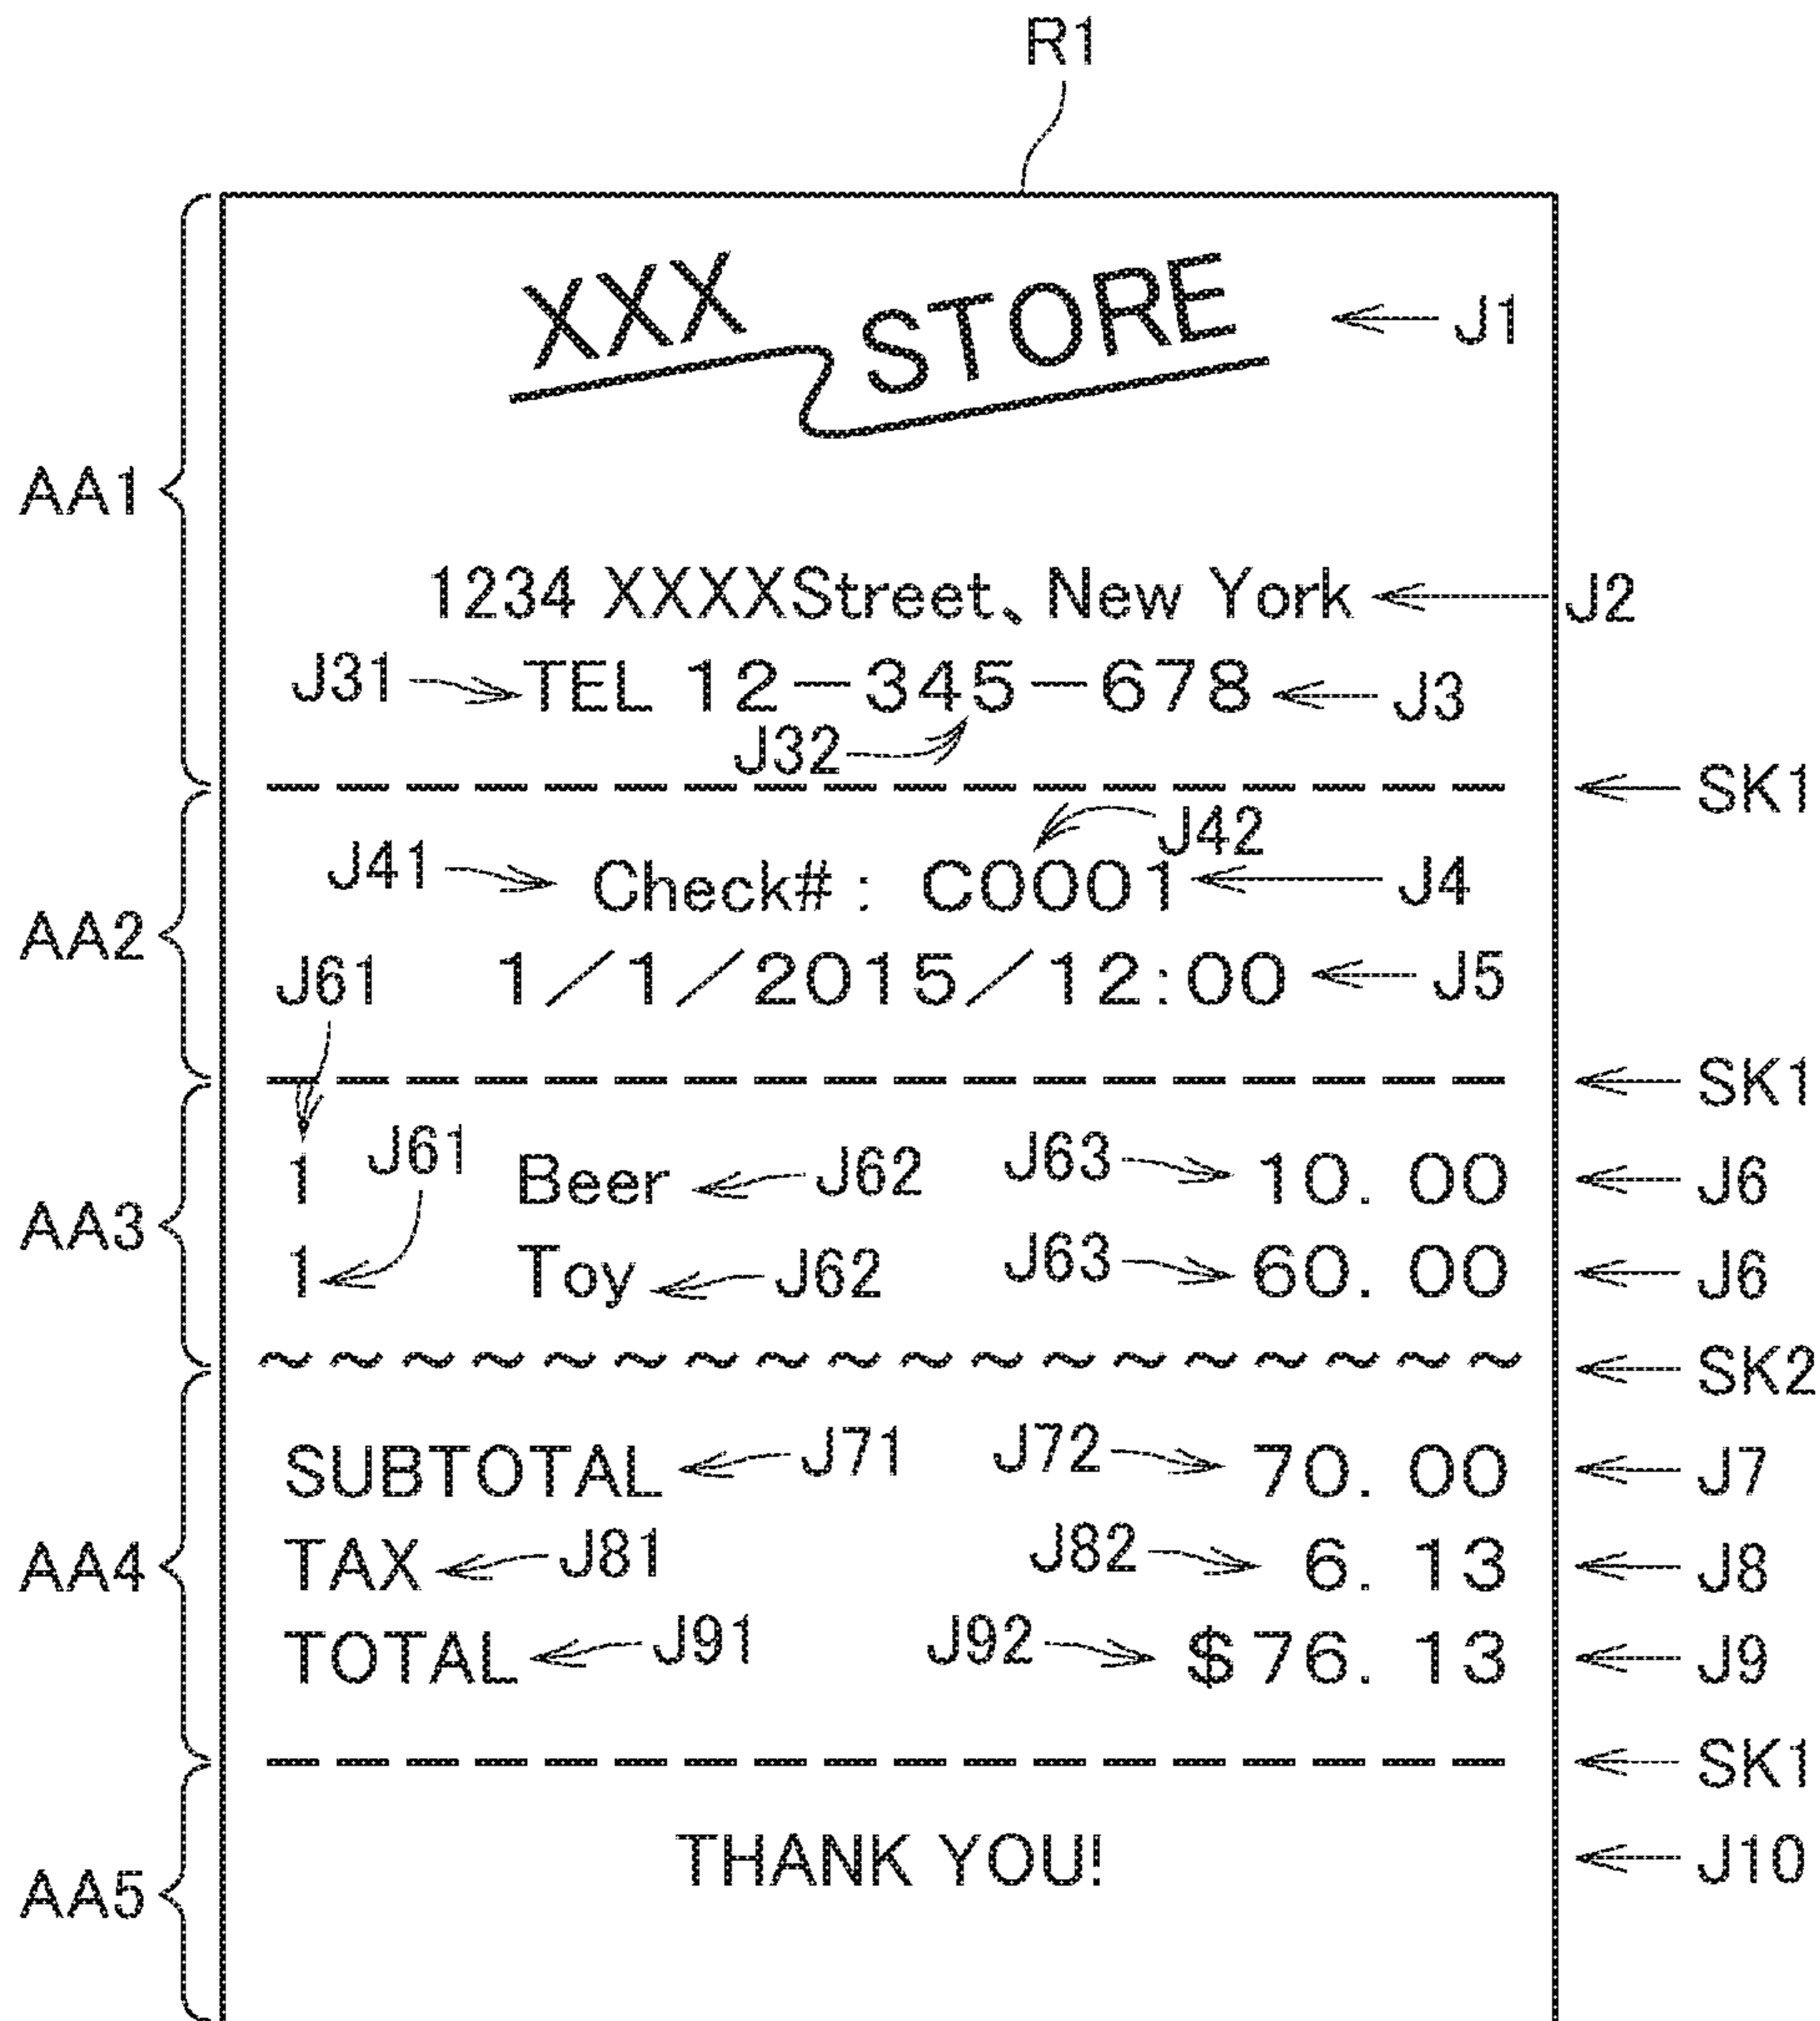 R1
XXX STORE J1
AA1
1234 XXXXStreet、New York J2
J31 TEL 12-345-678 J3
J32
SK1
J42
J41 Check#: C0001 J4
AA2
J61 1/1/2015/12:00 J5
SK1
1 J61 Beer J62 J63 10.00 J6
AA3
1 Toy J62 J63 60.00 J6
~~~~~~~~~~~~~~~~~~ SK2
SUBTOTAL J71 J72 70.00 J7
AA4 TAX J81 J82 6.13 J8
TOTAL J91 J92 $76.13 J9
SK1
THANK YOU! J10
AA5